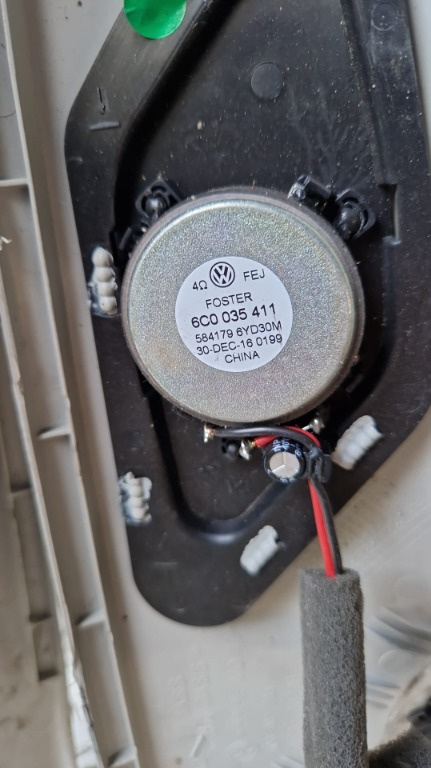 4Ω VW FEJ
FOSTER
6C0 035 411
584179 6YD30M
30-DEC-16 0199
CHINA